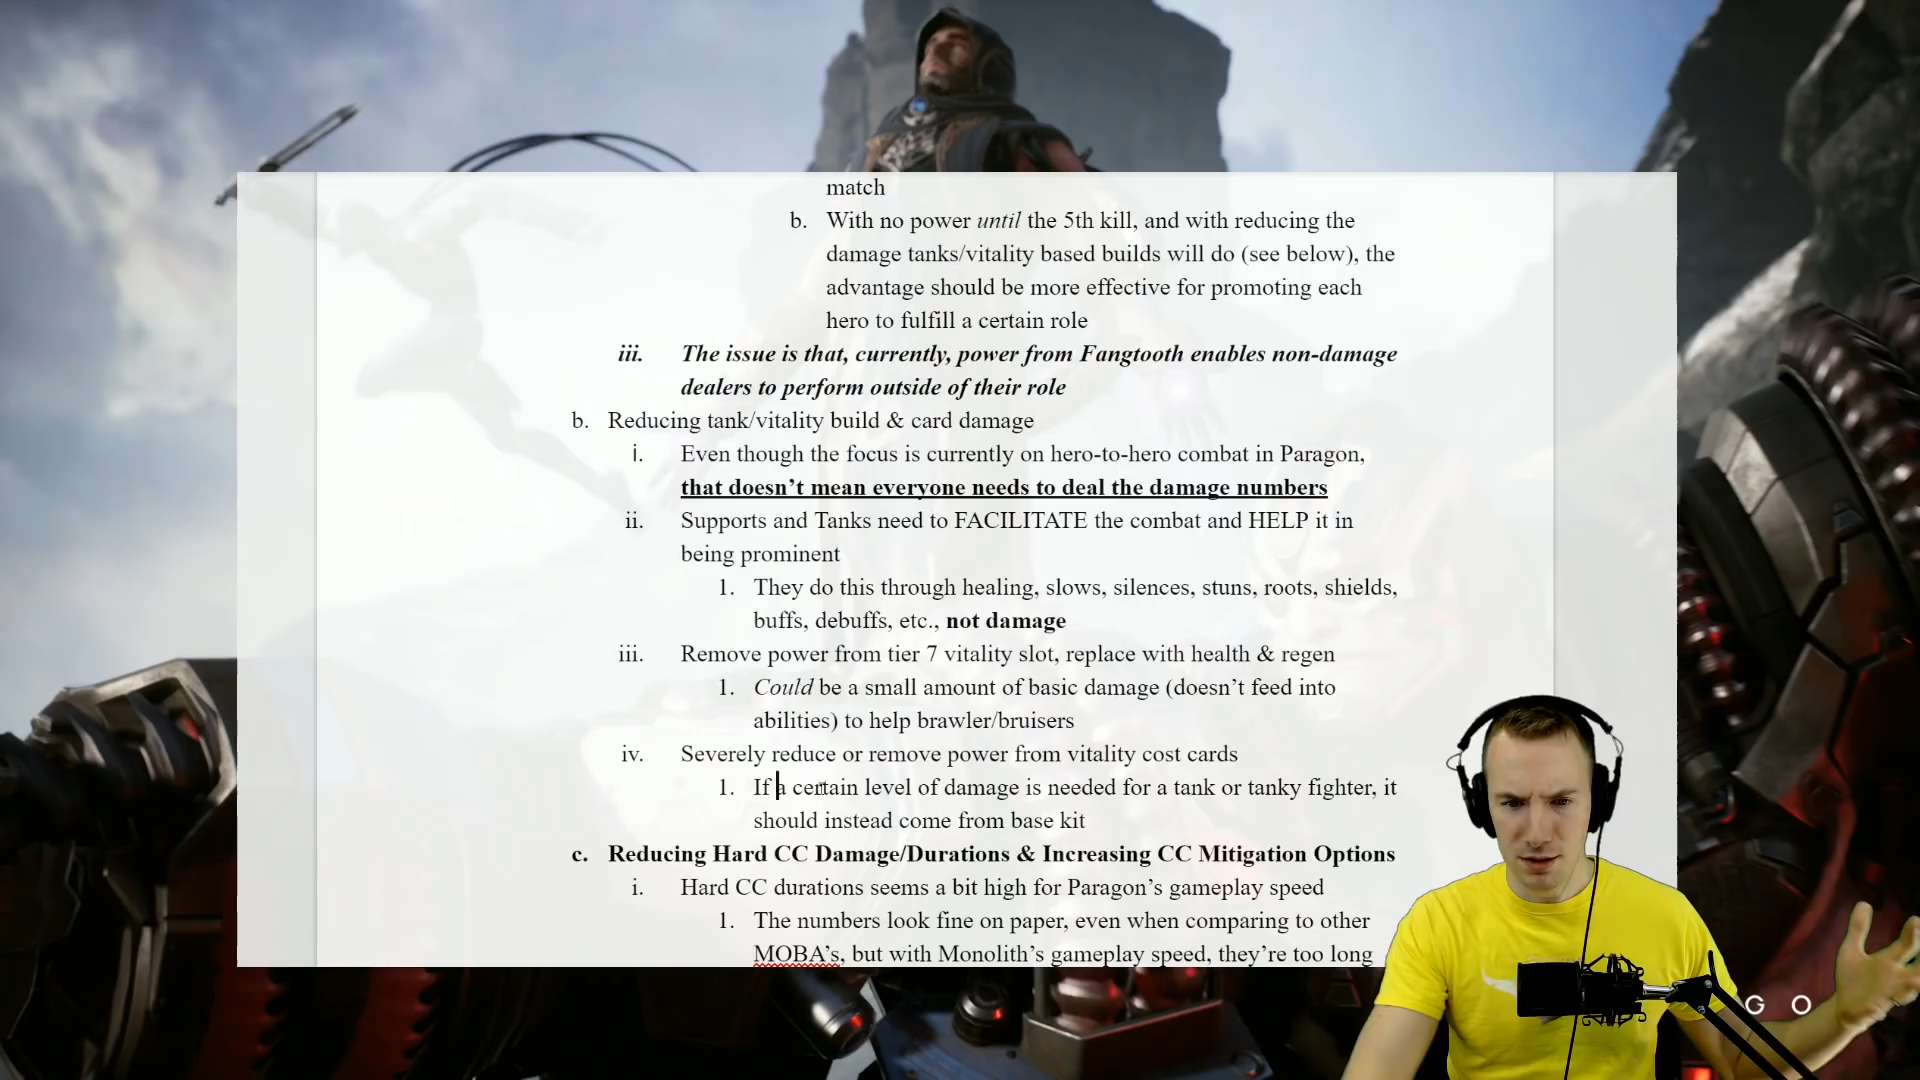 match
b. With no power until the 5th kill, and with reducing the
damage tanks/vitality based builds will do (see below), the
advantage should be more effective for promoting each
hero to fulfill a certain role
iii. The issue is that, currently, power from Fangtooth enables non-damage
dealers to perform outside of their role
b. Reducing tank/vitality build & card damage
i. Even though the focus is currently on hero-to-hero combat in Paragon,
that doesn’t mean everyone needs to deal the damage numbers
ii. Supports and Tanks need to FACILITATE the combat and HELP it in
being prominent
1. They do this through healing, slows, silences, stuns, roots, shields,
buffs, debuffs, etc., not damage
iii. Remove power from tier 7 vitality slot, replace with health & regen
1. Could be a small amount of basic damage (doesn’t feed into
abilities) to help brawler/bruisers
iv. Severely reduce or remove power from vitality cost cards
1. If a certain level of damage is needed for a tank or tanky fighter, it
should instead come from base kit
c. Reducing Hard CC Damage/Durations & Increasing CC Mitigation Options
i. Hard CC durations seems a bit high for Paragon’s gameplay speed
1. The numbers look fine on paper, even when comparing to other
MOBA’s, but with Monolith’s gameplay speed, they’re too long
G O